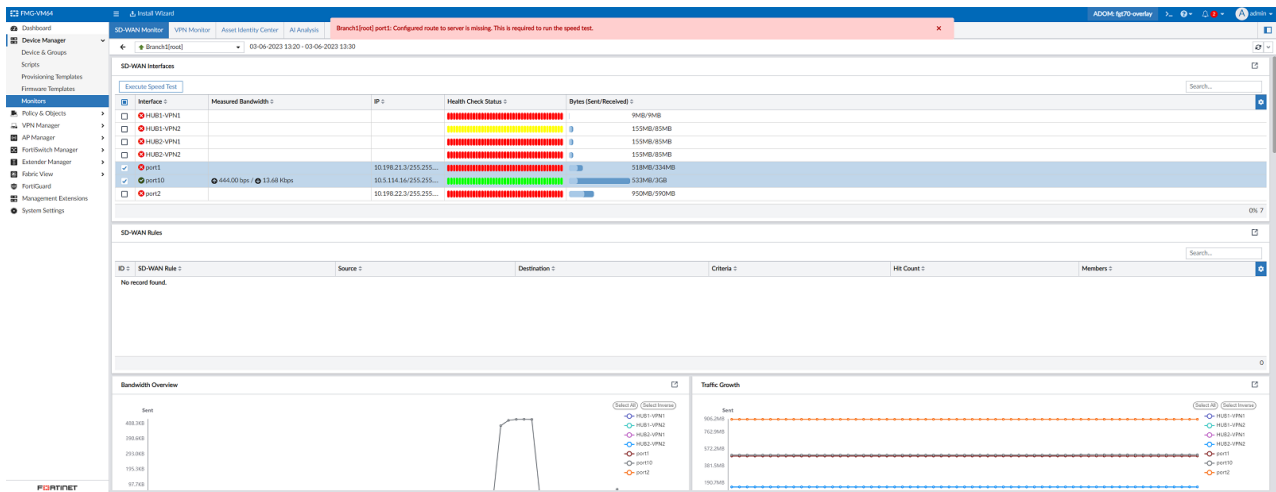 FMG-VM64
Install Wizard
ADOM: fgt70-overlay
>_
2
A admin
Dashboard
Device Manager
Device & Groups
Scripts
Provisioning Templates
Firmware Templates
Monitors
Policy & Objects
VPN Manager
AP Manager
FortiSwitch Manager
Extender Manager
Fabric View
FortiGuard
Management Extensions
System Settings
FORTINET
SD-WAN Monitor VPN Monitor Asset Identity Center AI Analysis
Branch1[root] port1: Configured route to server is missing. This is required to run the speed test.
Branch1[root] 03-06-2023 13:20 - 03-06-2023 13:30
SD-WAN Interfaces
Execute Speed Test Search...
Interface Measured Bandwidth IP Health Check Status Bytes (Sent/Received)
HUB1-VPN1 9MB/9MB
HUB1-VPN2 155MB/85MB
HUB2-VPN1 155MB/85MB
HUB2-VPN2 155MB/85MB
port1 10.198.21.3/255.255.... 518MB/334MB
port10 444.00 bps / 13.68 Kbps 10.5.114.16/255.255.... 533MB/3GB
port2 10.198.22.3/255.255.... 950MB/590MB
0% 7
SD-WAN Rules
Search...
ID SD-WAN Rule Source Destination Criteria Hit Count Members
No record found.
0
Bandwidth Overview
Select All Select Inverse
Sent
488.3KB
390.6KB
293.0KB
195.3KB
97.7KB
HUB1-VPN1
HUB1-VPN2
HUB2-VPN1
HUB2-VPN2
port1
port10
port2
Traffic Growth
Select All Select Inverse
Sent
762.9MB
572.2MB
381.5MB
190.7MB
HUB1-VPN1
HUB1-VPN2
HUB2-VPN1
HUB2-VPN2
port1
port10
port2